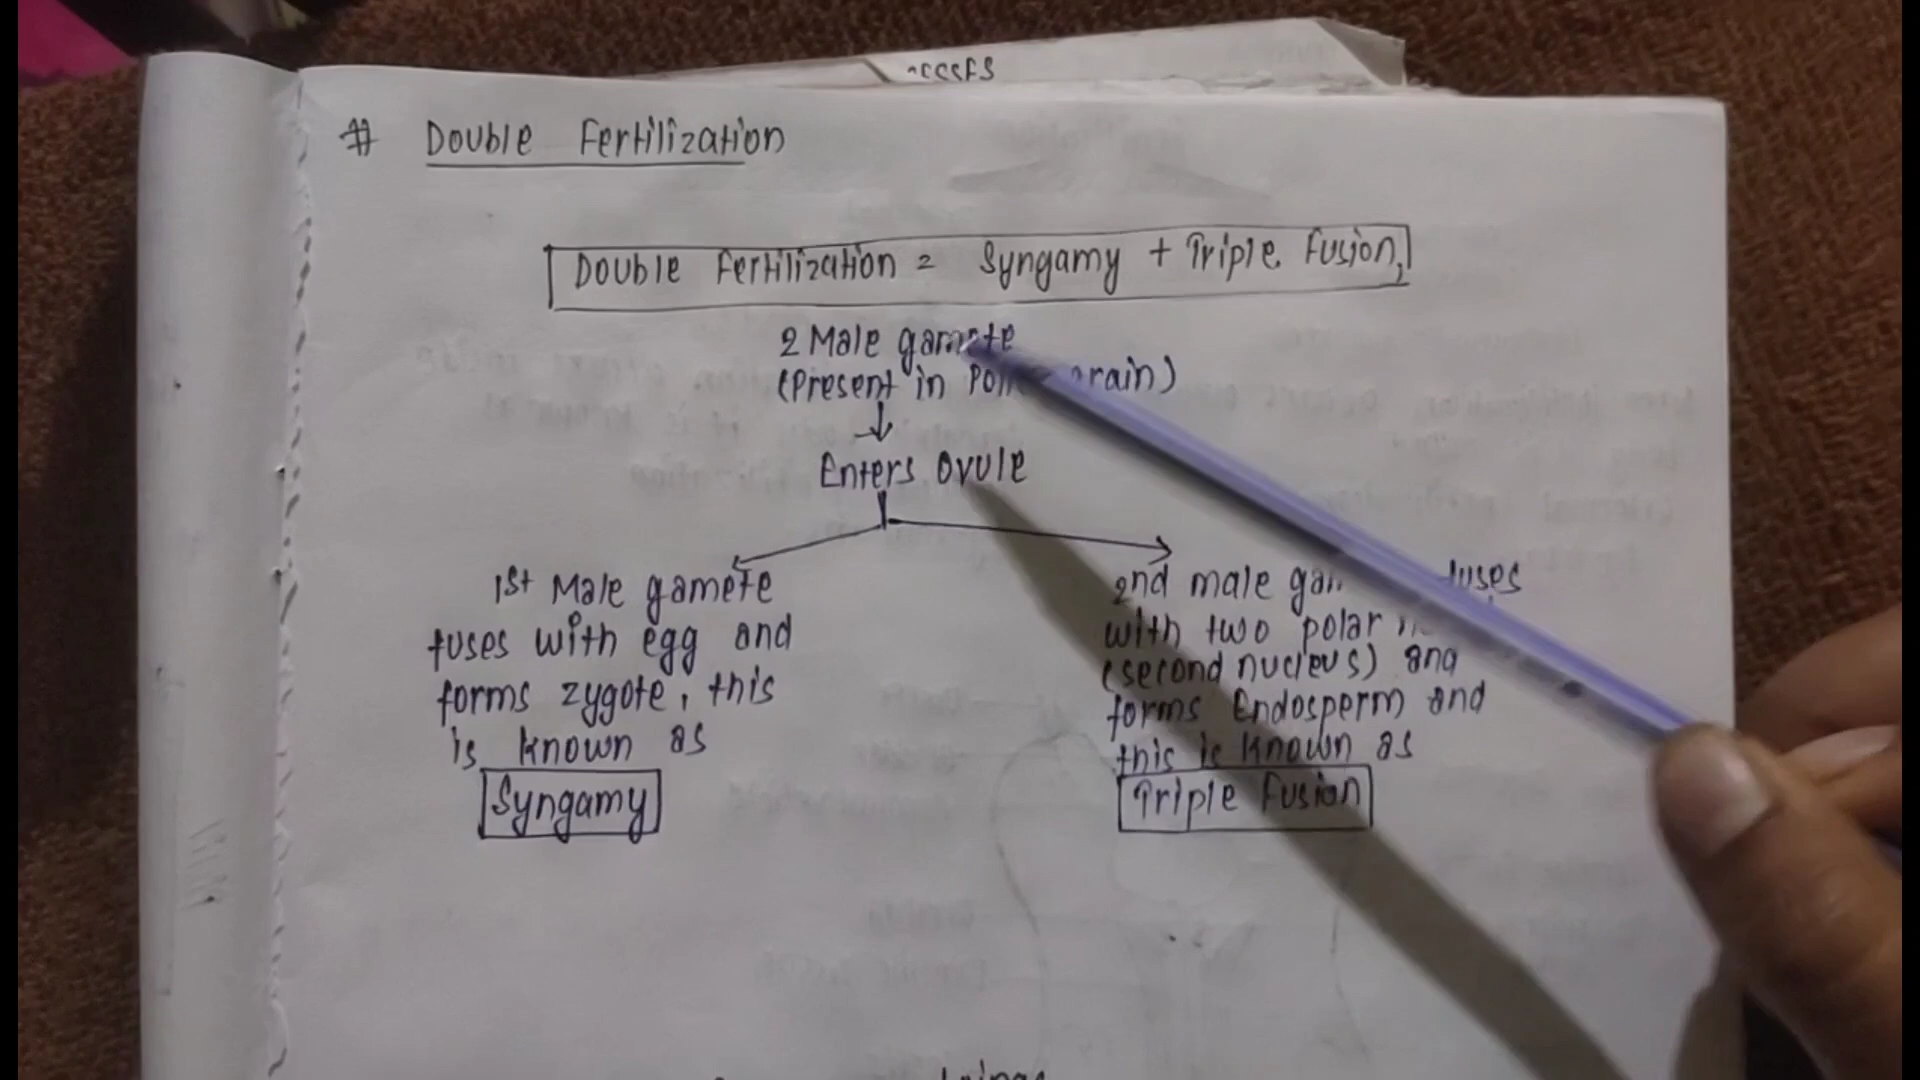 # Double Fertilization
Double Fertilization = Syngamy + Triple Fusion,
2 Male gamete
(Present in
Enters Ovule
1st Male gamete
fuses with egg and
forms zygote, this
is known as
Syngamy
2nd male fuses
with two polar
(second nucleus) and
forms Endosperm and
this is known as
Triple Fusion